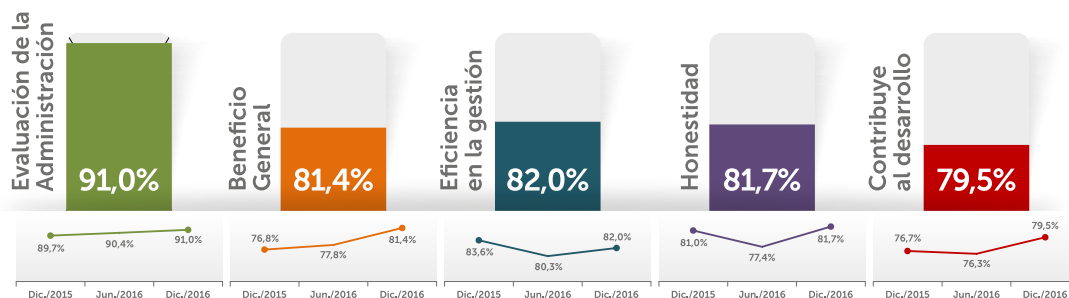 Evaluación de la
Administración
91,0%
89,7%
90,4%
91,0%
Dic./2015 Jun./2016 Dic./2016
Beneficio
General
81,4%
76,8%
77,8%
81,4%
Dic./2015 Jun./2016 Dic./2016
Eficiencia
en la gestión
82,0%
83,6%
80,3%
82,0%
Dic./2015 Jun./2016 Dic./2016
Honestidad
81,7%
81,0%
77,4%
81,7%
Dic./2015 Jun./2016 Dic./2016
Contribuye
al desarrollo
79,5%
76,7%
76,3%
79,5%
Dic./2015 Jun./2016 Dic./2016